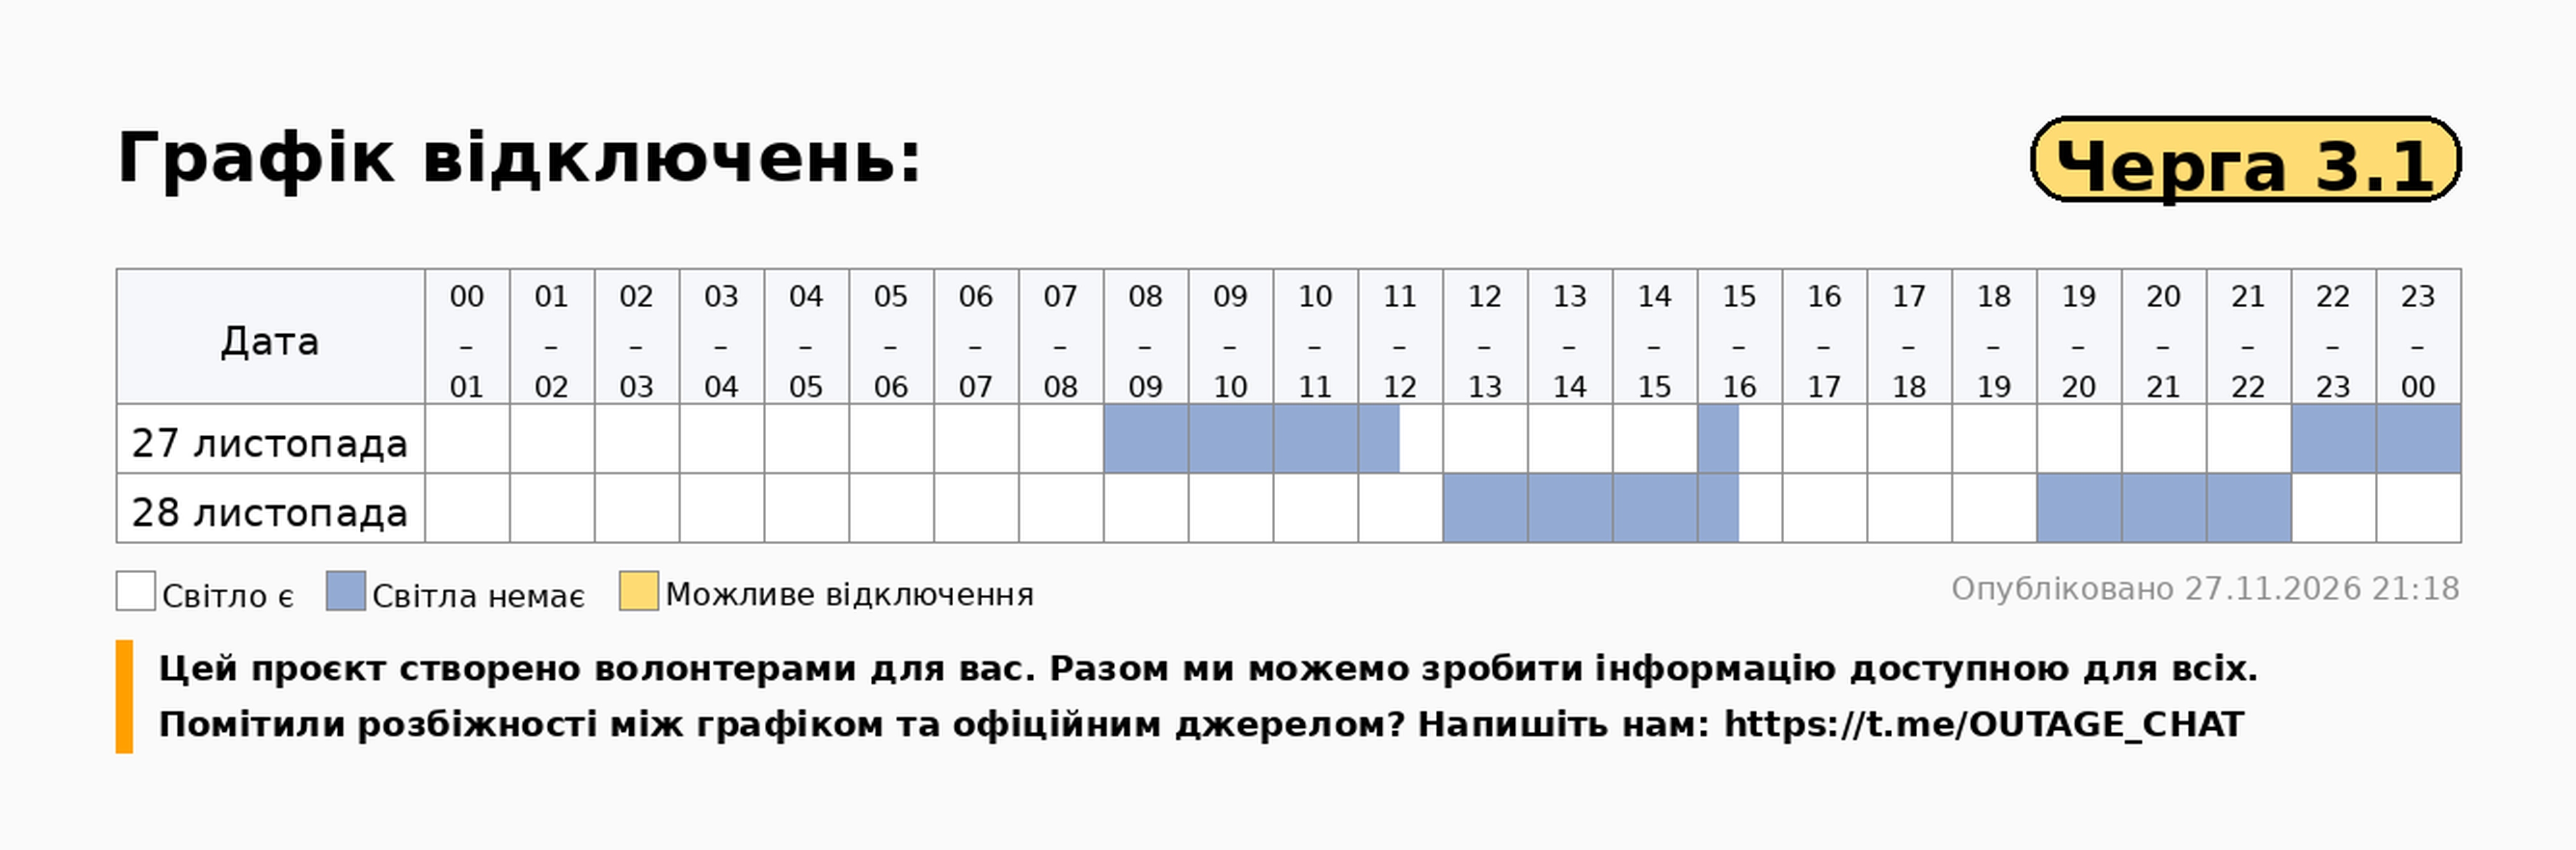 Графік відключень:
Черга 3.1
Дата
00 – 01
01 – 02
02 – 03
03 – 04
04 – 05
05 – 06
06 – 07
07 – 08
08 – 09
09 – 10
10 – 11
11 – 12
12 – 13
13 – 14
14 – 15
15 – 16
16 – 17
17 – 18
18 – 19
19 – 20
20 – 21
21 – 22
22 – 23
23 – 00
27 листопада
28 листопада
Світло є
Світла немає
Можливе відключення
Опубліковано 27.11.2026 21:18
Цей проєкт створено волонтерами для вас. Разом ми можемо зробити інформацію доступною для всіх.
Помітили розбіжності між графіком та офіційним джерелом? Напишіть нам: https://t.me/OUTAGE_CHAT